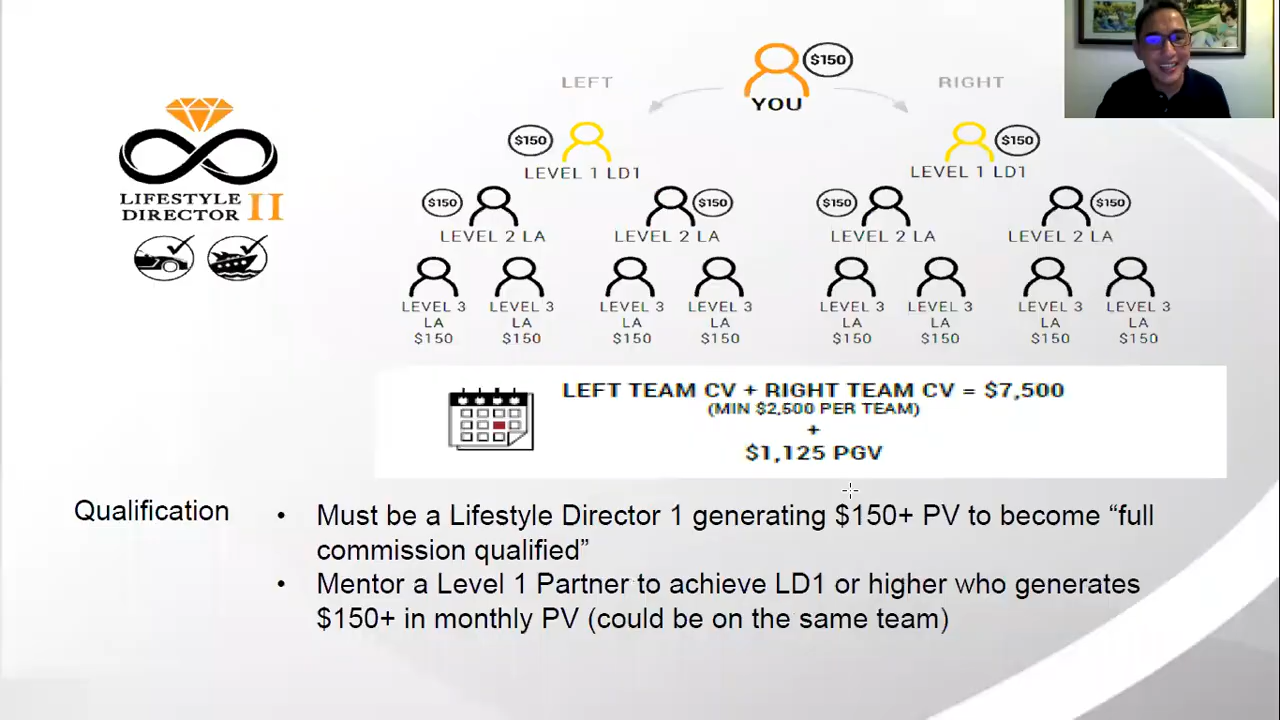 $150
LEFT
RIGHT
YOU
$150
$150
LEVEL 1 LD1
LEVEL 1 LD1
LIFESTYLE
DIRECTOR II
$150
$150
$150
$150
LEVEL 2 LA
LEVEL 2 LA
LEVEL 2 LA
LEVEL 2 LA
LEVEL 3
LA
$150
LEVEL 3
LA
$150
LEVEL 3
LA
$150
LEVEL 3
LA
$150
LEVEL 3
LA
$150
LEVEL 3
LA
$150
LEVEL 3
LA
$150
LEVEL 3
LA
$150
LEFT TEAM CV + RIGHT TEAM CV = $7,500
(MIN $2,500 PER TEAM)
+
$1,125 PGV
Qualification
• Must be a Lifestyle Director 1 generating $150+ PV to become “full
commission qualified”
• Mentor a Level 1 Partner to achieve LD1 or higher who generates
$150+ in monthly PV (could be on the same team)